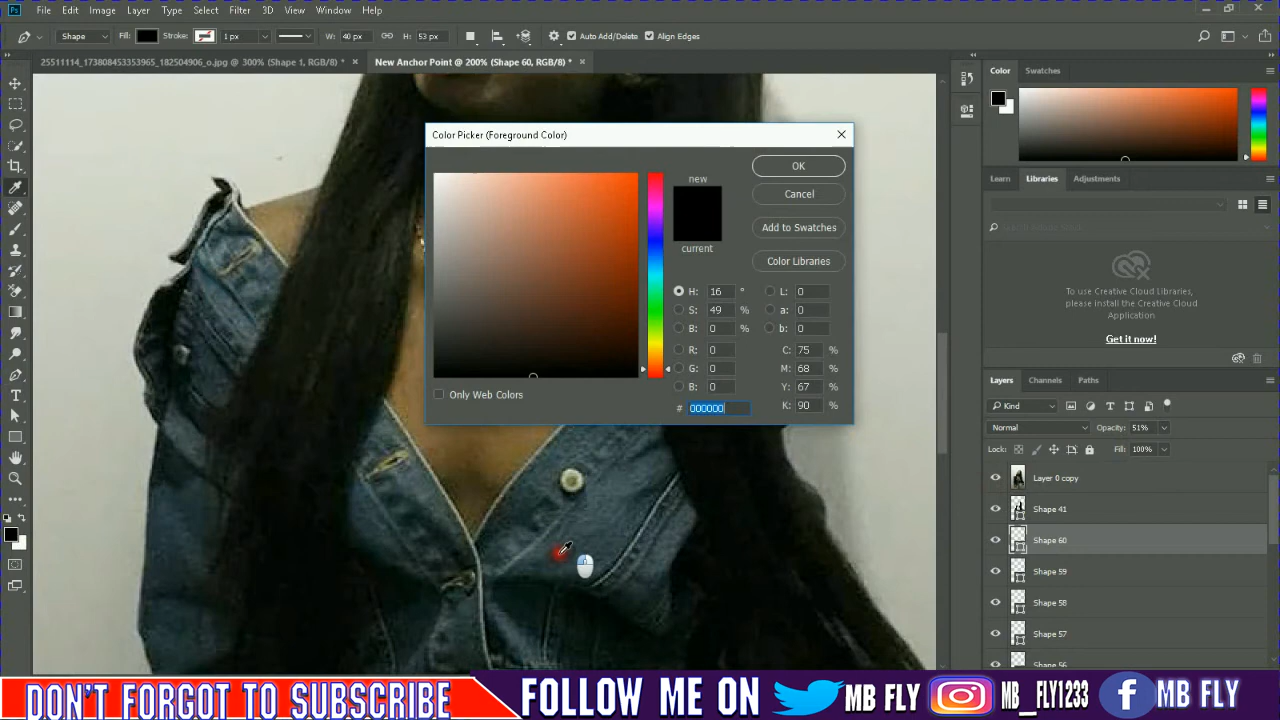 Ps File Edit Image Layer Type Select Filter 3D View Window Help
Shape Fill: Stroke: 1 px W: 40 px H: 53 px Auto Add/Delete Align Edges
25511114_173808453353965_182504906_o.jpg @ 300% (Shape 1, RGB/8) * × New Anchor Point @ 200% (Shape 60, RGB/8) * ×
Color Swatches
Color Picker (Foreground Color)
OK
new
Cancel
Add to Swatches
current
Color Libraries
H: 16 ° L: 0
S: 49 % a: 0
B: 0 % b: 0
R: 0 C: 75 %
G: 0 M: 68 %
B: 0 Y: 67 %
# 000000 K: 90 %
Only Web Colors
Learn Libraries Adjustments
To use Creative Cloud Libraries,
please install the Creative Cloud
Application
Get it now!
Layers Channels Paths
Kind
Normal Opacity: 51%
Lock: Fill: 100%
Layer 0 copy
Shape 41
Shape 60
Shape 59
Shape 58
Shape 57
Shape 56
DON'T FORGOT TO SUBSCRIBE FOLLOW ME ON MB FLY MB_FLY1233 MB FLY